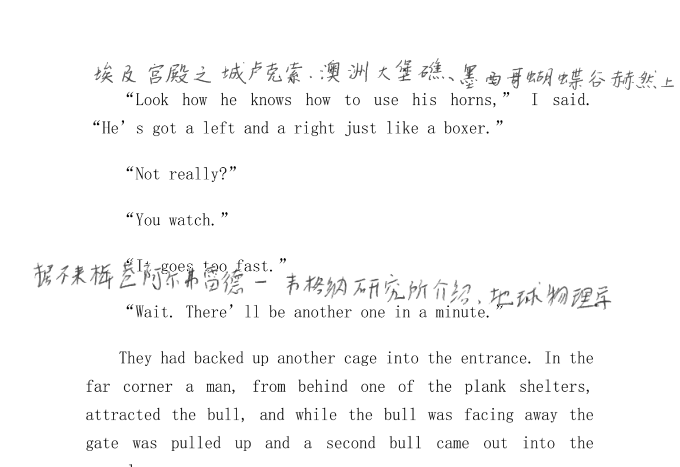 埃及宫殿之城卢克索、澳洲大堡礁、墨西哥蝴蝶谷赫然上
“Look how he knows how to use his horns,” I said.
“He’s got a left and a right just like a boxer.”
“Not really?”
“You watch.”
“It goes too fast.”
据不来梅港阿尔弗雷德一韦格纳研究所介绍、地球物理学
“Wait. There’ll be another one in a minute.”
They had backed up another cage into the entrance. In the
far corner a man, from behind one of the plank shelters,
attracted the bull, and while the bull was facing away the
gate was pulled up and a second bull came out into the